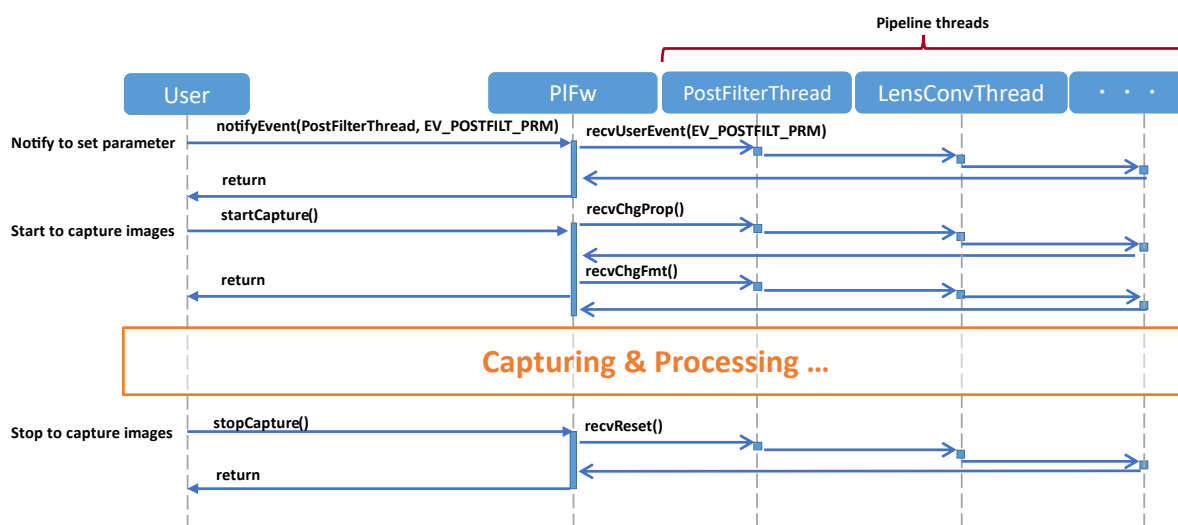 Pipeline threads
User
PlFw
PostFilterThread
LensConvThread
・・・
notifyEvent(PostFilterThread, EV_POSTFILT_PRM)
recvUserEvent(EV_POSTFILT_PRM)
Notify to set parameter
return
startCapture()
recvChgProp()
Start to capture images
recvChgFmt()
return
Capturing & Processing ...
stopCapture()
recvReset()
Stop to capture images
return